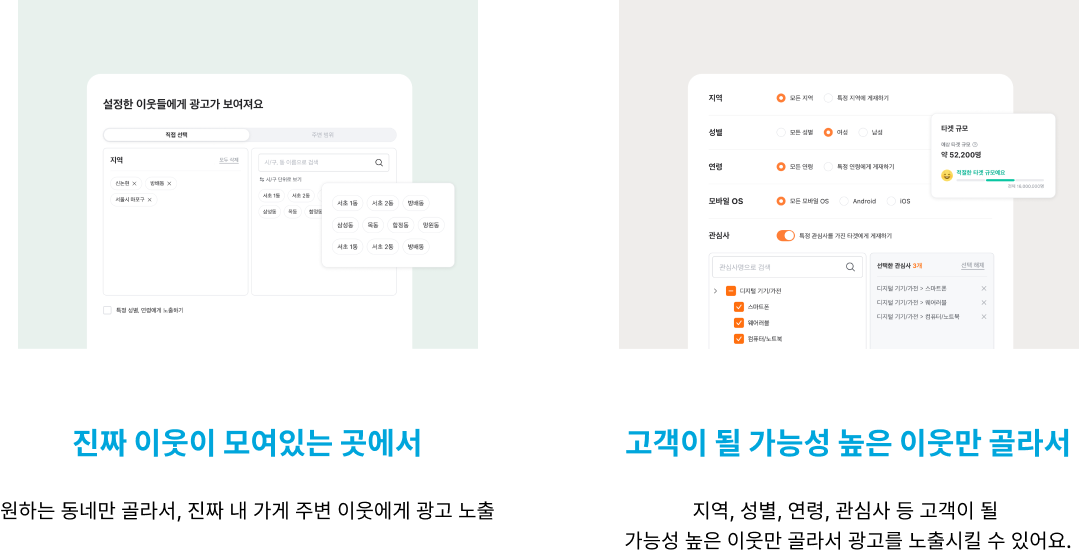 설정한 이웃들에게 광고가 보여져요
직접 선택
주변 범위
지역
모두 삭제
신논현 ×
방배동 ×
서울시 마포구 ×
시/구, 동 이름으로 검색
시/구 단위로 보기
서초 1동
서초 2동
삼성동
목동
합정동
서초 1동
서초 2동
방배동
삼성동
목동
합정동
망원동
서초 1동
서초 2동
방배동
특정 성별, 연령에게 노출하기
지역
모든 지역
특정 지역에 게재하기
성별
모든 성별
여성
남성
연령
모든 연령
특정 연령에게 게재하기
모바일 OS
모든 모바일 OS
Android
iOS
관심사
특정 관심사를 가진 타겟에게 게재하기
관심사명으로 검색
디지털 기기/가전
스마트폰
웨어러블
컴퓨터/노트북
선택한 관심사 3개
선택 해제
디지털 기기/가전 > 스마트폰 ×
디지털 기기/가전 > 웨어러블 ×
디지털 기기/가전 > 컴퓨터/노트북 ×
타겟 규모
예상 타겟 규모
약 52,200명
적절한 타겟 규모예요
진짜 이웃이 모여있는 곳에서
원하는 동네만 골라서, 진짜 내 가게 주변 이웃에게 광고 노출
고객이 될 가능성 높은 이웃만 골라서
지역, 성별, 연령, 관심사 등 고객이 될
가능성 높은 이웃만 골라서 광고를 노출시킬 수 있어요.